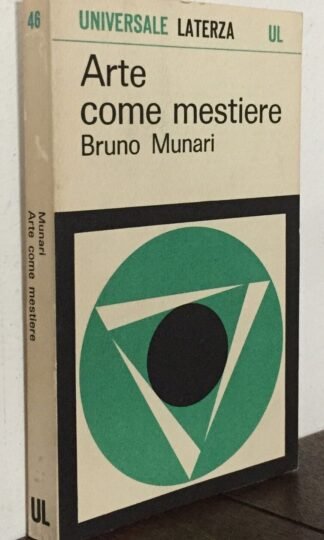 46
UNIVERSALE LATERZA UL
Arte
come mestiere
Bruno Munari
Munari
Arte come mestiere
UL